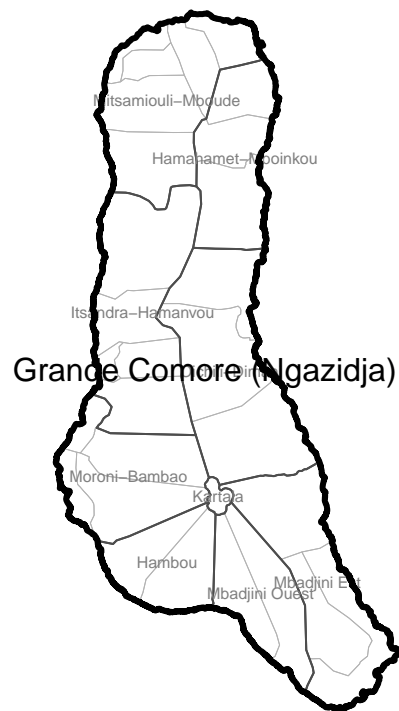 Mitsamiouli–Mboude
Hamahamet–Mboinkou
Itsandra–Hamanvou
Grande Comore (Ngazidja)
Moroni–Bambao
Kartala
Hambou
Mbadjini Est
Mbadjini Ouest